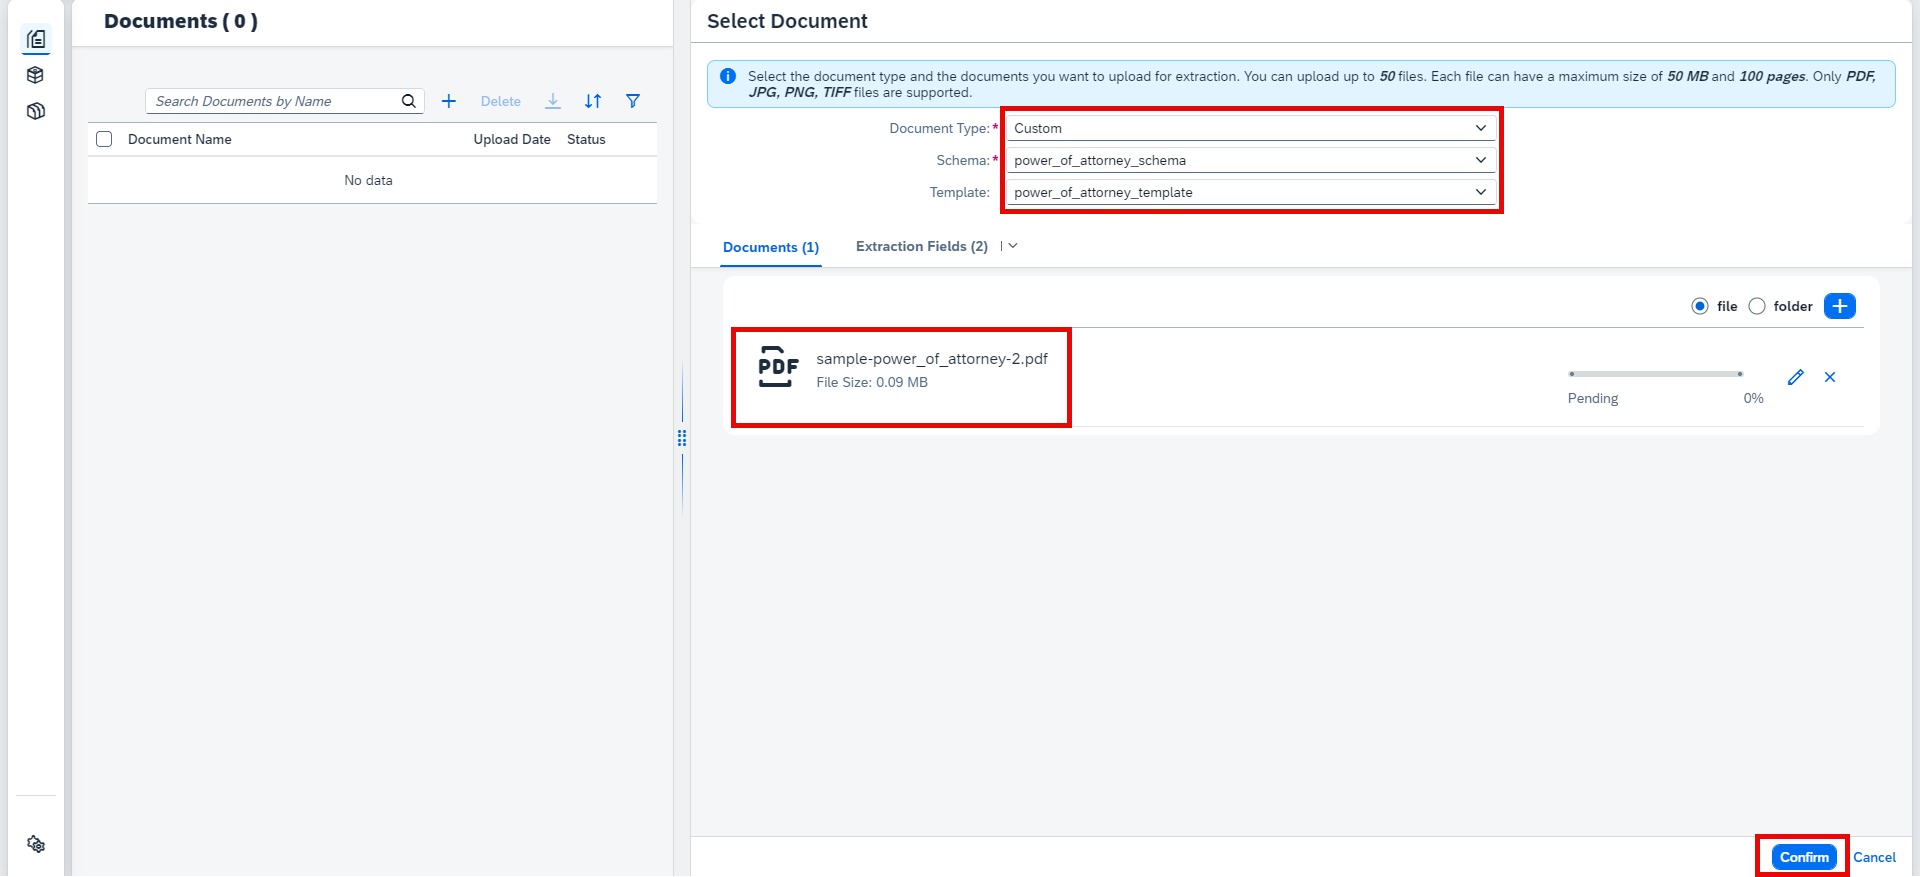 Documents ( 0 )
Search Documents by Name
Delete
Document Name Upload Date Status
No data
Select Document
Select the document type and the documents you want to upload for extraction. You can upload up to 50 files. Each file can have a maximum size of 50 MB and 100 pages. Only PDF,
JPG, PNG, TIFF files are supported.
Document Type:* Custom
Schema:* power_of_attorney_schema
Template: power_of_attorney_template
Documents (1) Extraction Fields (2)
file folder
PDF
sample-power_of_attorney-2.pdf
File Size: 0.09 MB
Pending 0%
Confirm Cancel